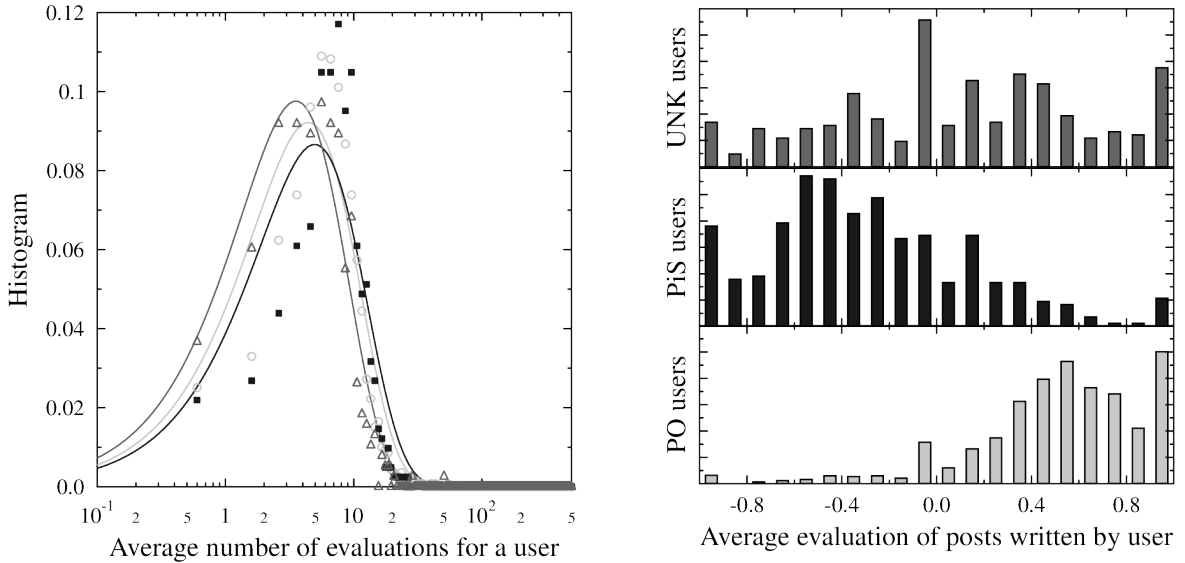 0.12
0.1
0.08
0.06
0.04
0.02
0.0
Histogram
10-1 2 5 1 2 5 10 2 5 102 2 5
Average number of evaluations for a user
UNK users
PiS users
PO users
-0.8 -0.4 0.0 0.4 0.8
Average evaluation of posts written by user